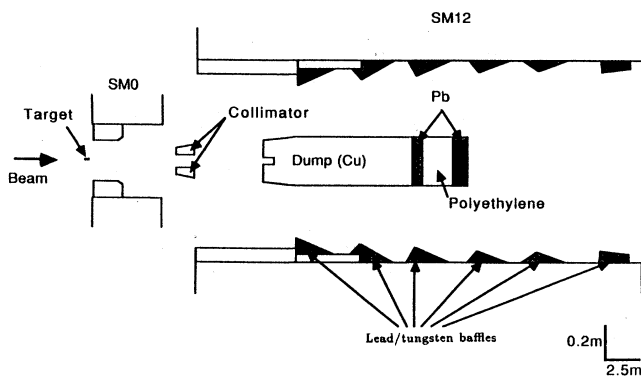 SM12
SM0
Target
Collimator
Pb
Beam
Dump (Cu)
Polyethylene
Lead/tungsten baffles
0.2m
2.5m